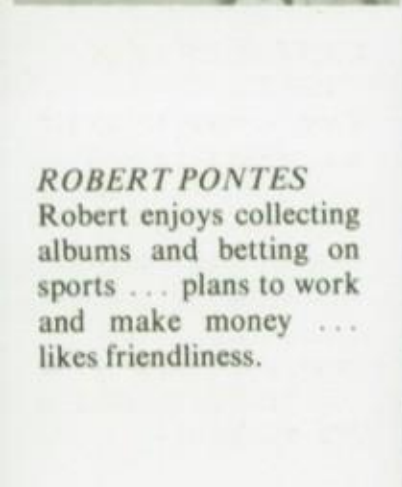 ROBERT PONTES
Robert enjoys collecting
albums and betting on
sports ... plans to work
and make money ...
likes friendliness.